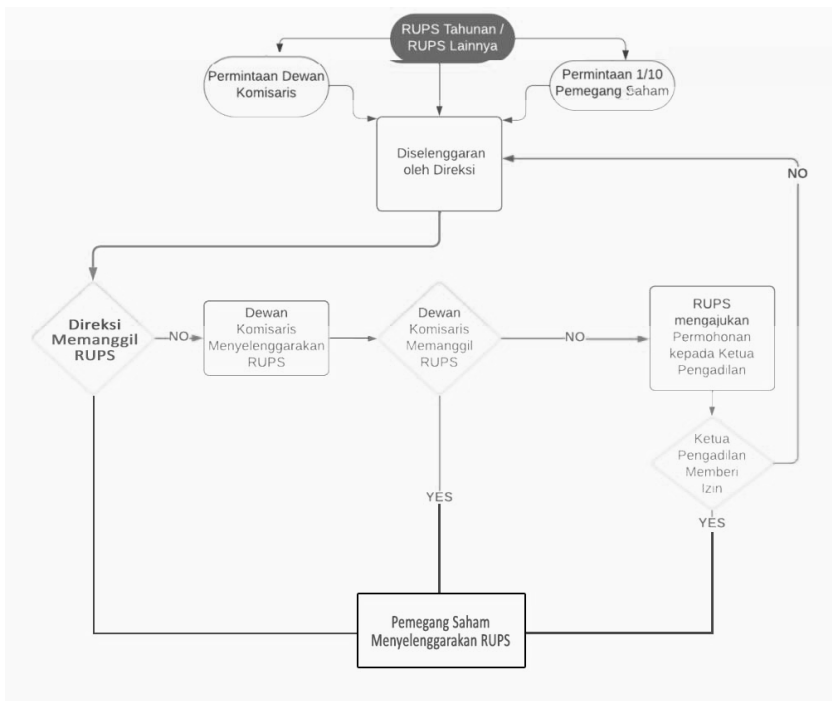 RUPS Tahunan /
RUPS Lainnya
Permintaan Dewan
Komisaris
Permintaan 1/10
Pemegang Saham
Diselenggaran
oleh Direksi
NO
Direksi
Memanggil
RUPS
NO
Dewan
Komisaris
Menyelenggarakan
RUPS
Dewan
Komisaris
Memanggil
RUPS
NO
RUPS
mengajukan
Permohonan
kepada Ketua
Pengadilan
Ketua
Pengadilan
Memberi
Izin
YES
YES
Pemegang Saham
Menyelenggarakan RUPS